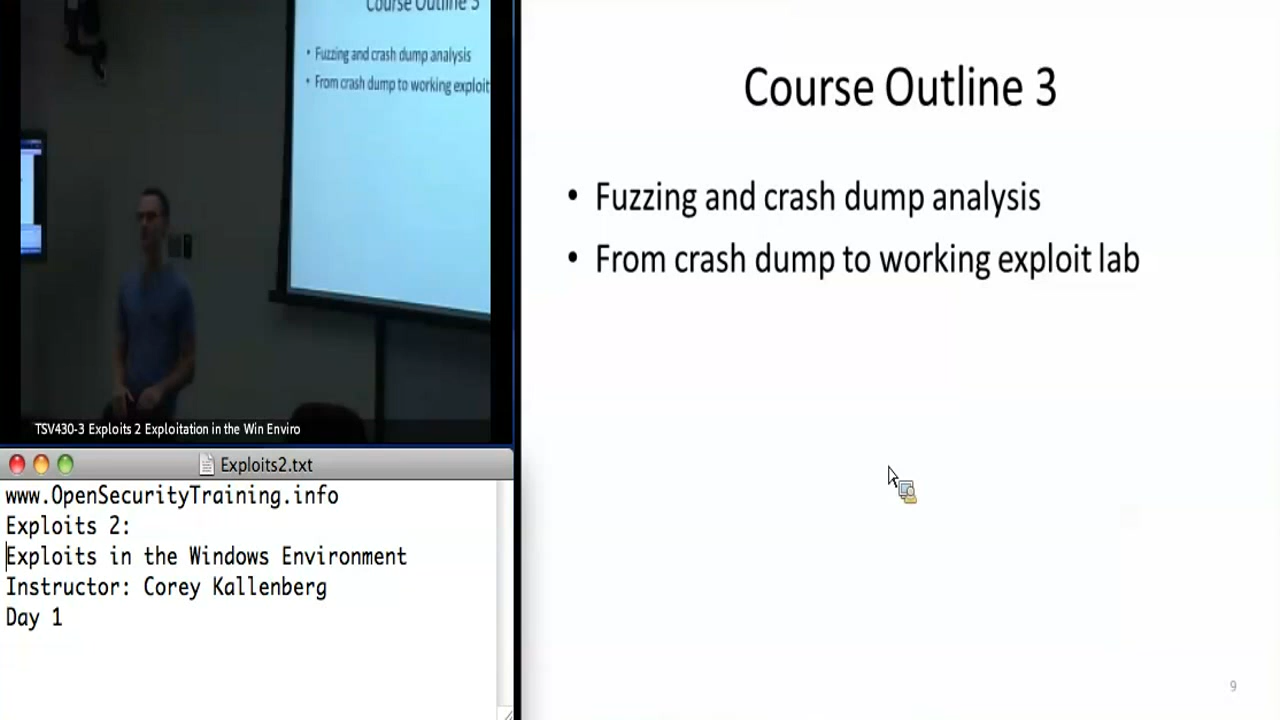 Course Outline 3
• Fuzzing and crash dump analysis
• From crash dump to working exploit
TSV430-3 Exploits 2 Exploitation in the Win Enviro
Exploits2.txt
www.OpenSecurityTraining.info
Exploits 2:
Exploits in the Windows Environment
Instructor: Corey Kallenberg
Day 1
Course Outline 3
• Fuzzing and crash dump analysis
• From crash dump to working exploit lab
9